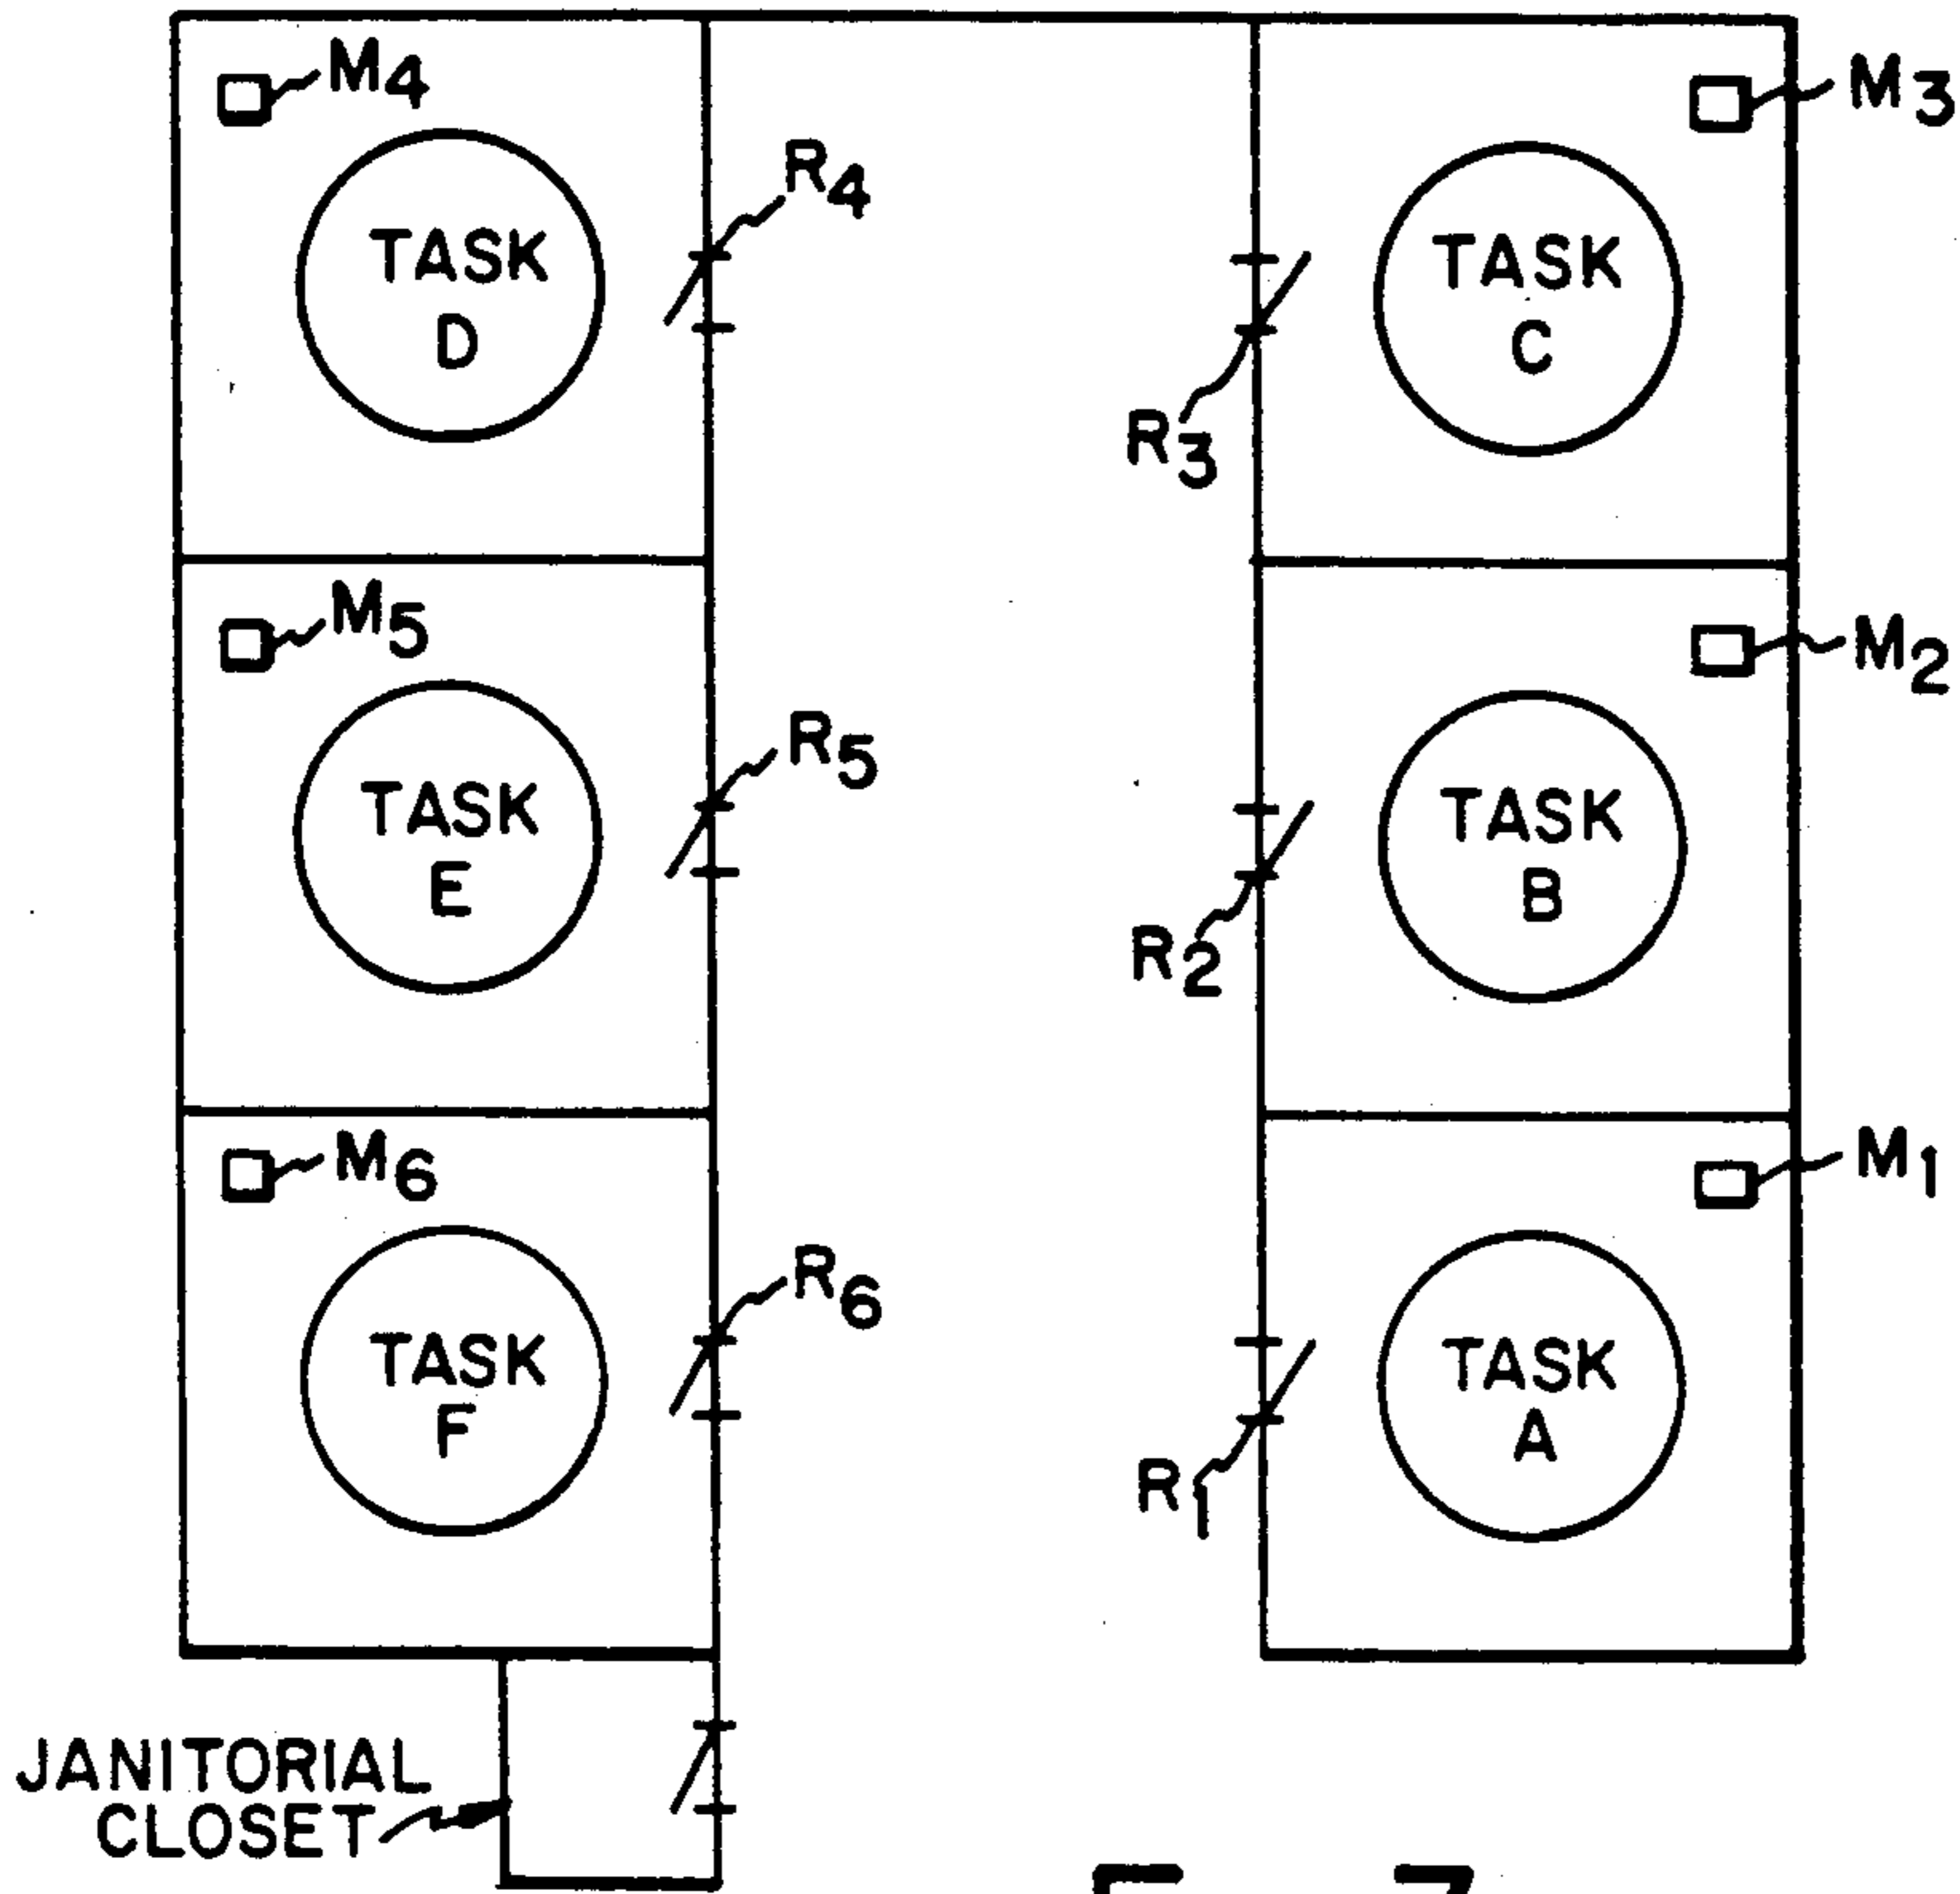 M4
M3
R4
TASK
D
TASK
C
R3
M5
M2
R5
TASK
E
TASK
B
R2
M6
M1
R6
TASK
F
TASK
A
R1
JANITORIAL
CLOSET